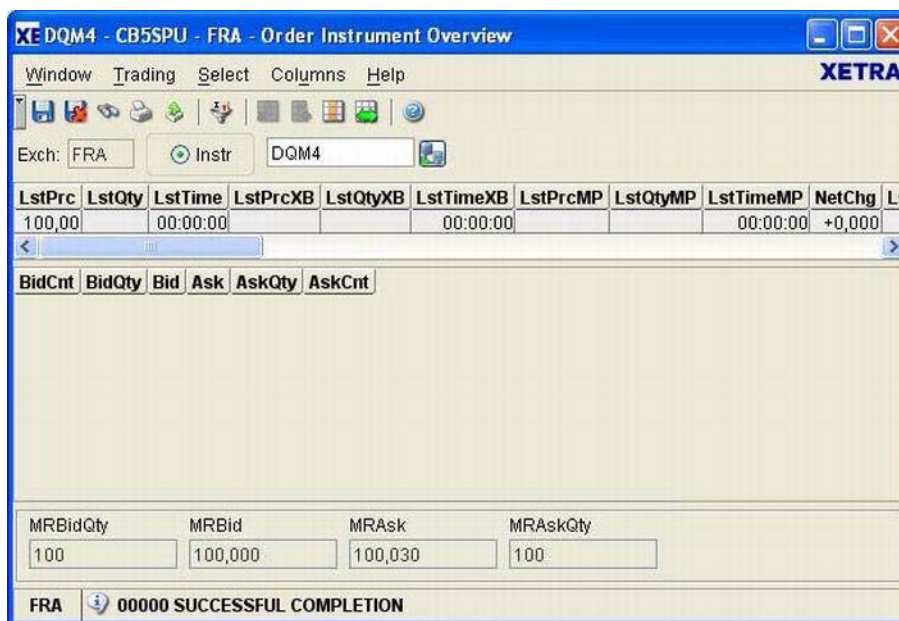 XE DQM4 - CB5SPU - FRA - Order Instrument Overview
Window Trading Select Columns Help XETRA
Exch: FRA Instr DQM4
LstPrc LstQty LstTime LstPrcXB LstQtyXB LstTimeXB LstPrcMP LstQtyMP LstTimeMP NetChg L
100,00 00:00:00 00:00:00 00:00:00 +0,000
BidCnt BidQty Bid Ask AskQty AskCnt
MRBidQty MRBid MRAsk MRAskQty
100 100,000 100,030 100
FRA 00000 SUCCESSFUL COMPLETION